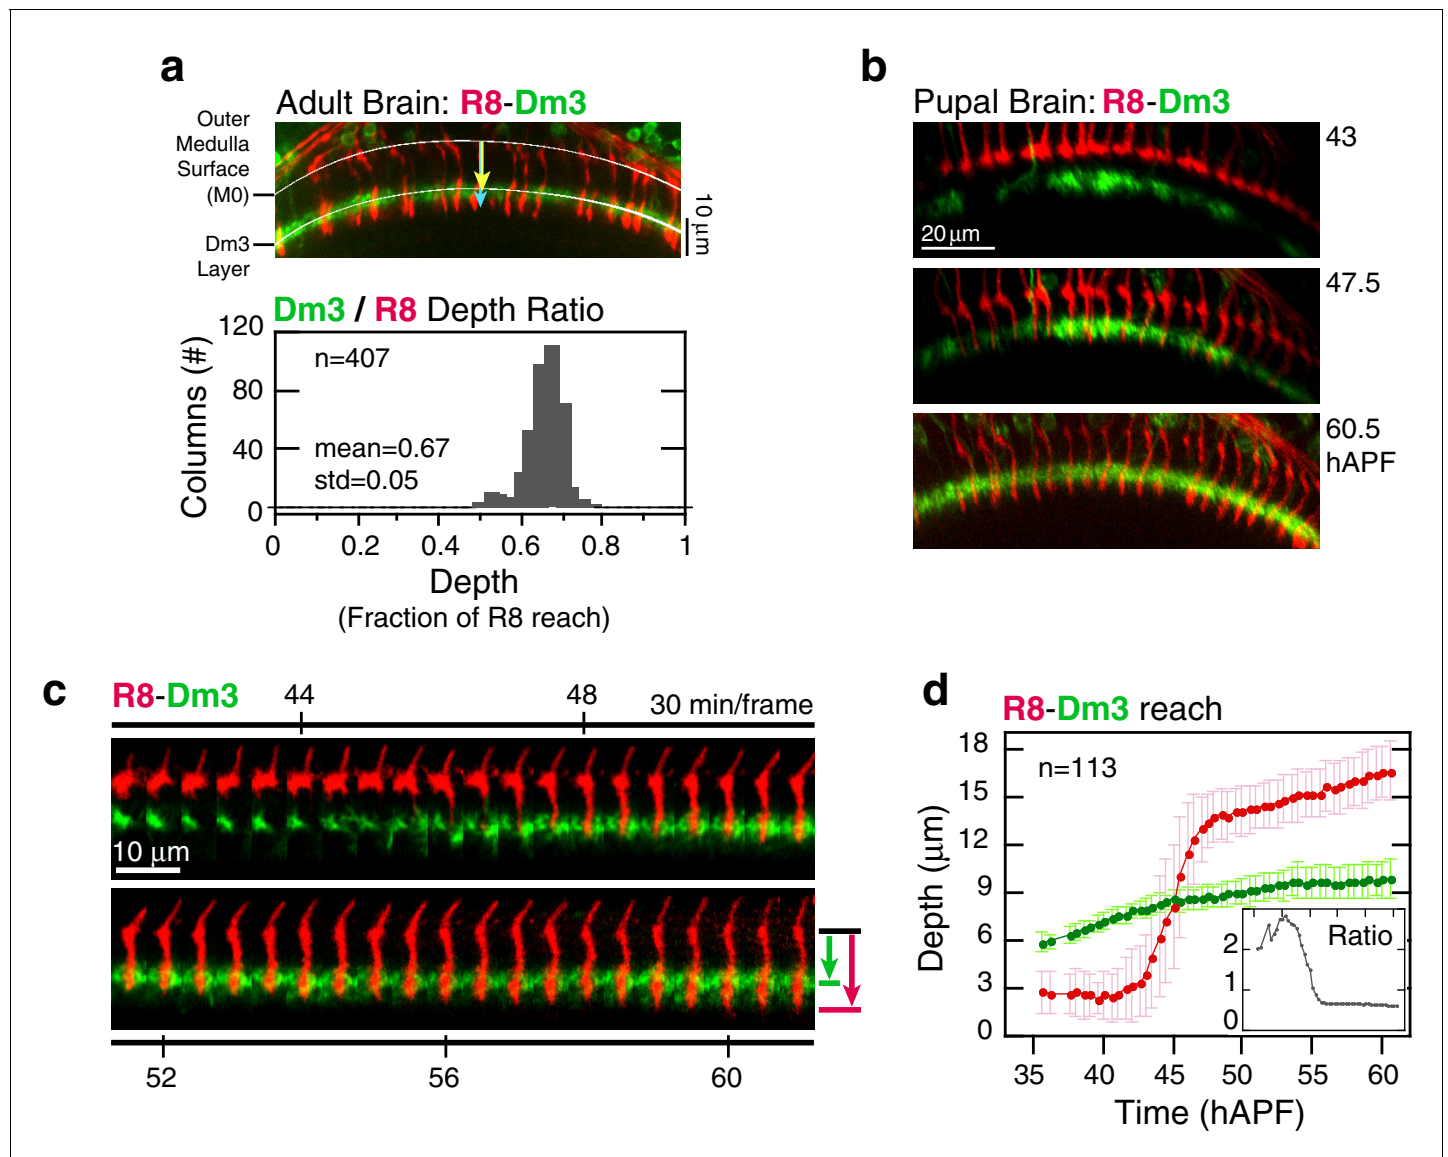 a
Adult Brain: R8-Dm3
Outer
Medulla
Surface
(M0)
Dm3
Layer
10 µm
Dm3 / R8 Depth Ratio
120
80
40
0
Columns (#)
n=407
mean=0.67
std=0.05
0 0.2 0.4 0.6 0.8 1
Depth
(Fraction of R8 reach)
b
Pupal Brain: R8-Dm3
43
20 µm
47.5
60.5
hAPF
c
R8-Dm3
44 48 30 min/frame
10 µm
52 56 60
d
R8-Dm3 reach
18
15
12
9
6
3
0
Depth (µm)
n=113
Ratio
2
1
0
35 40 45 50 55 60
Time (hAPF)